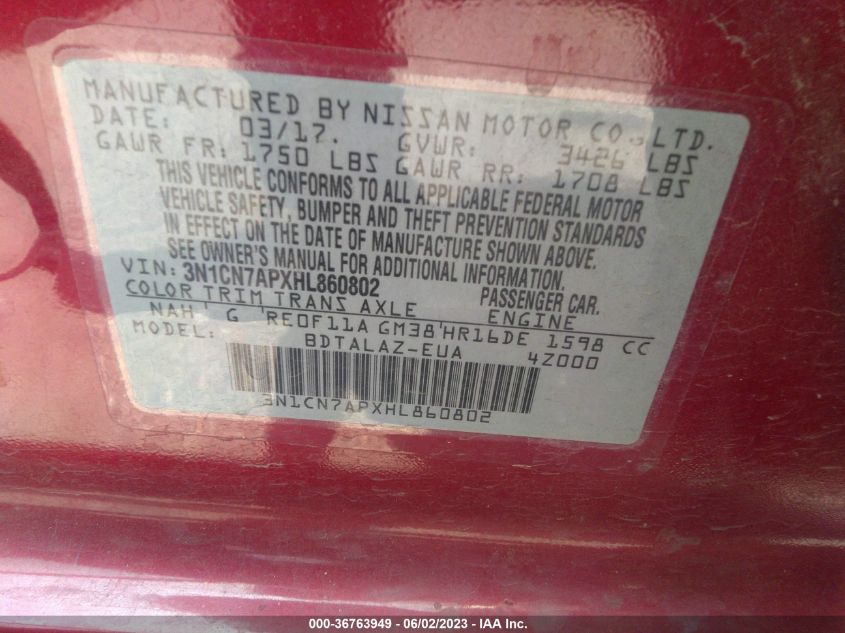 MANUFACTURED BY NISSAN MOTOR CO., LTD.
DATE: 03/17. GVWR: 3426 LBS
GAWR FR: 1750 LBS GAWR RR: 1708 LBS
THIS VEHICLE CONFORMS TO ALL APPLICABLE FEDERAL MOTOR
VEHICLE SAFETY, BUMPER AND THEFT PREVENTION STANDARDS
IN EFFECT ON THE DATE OF MANUFACTURE SHOWN ABOVE.
SEE OWNER'S MANUAL FOR ADDITIONAL INFORMATION.
VIN: 3N1CN7APXHL860802 PASSENGER CAR.
COLOR TRIM TRANS AXLE ENGINE
NAH ' G 'RE0F11A GM38'HR16DE 1598 CC
MODEL: BDTALAZ-EUA 4Z000
3N1CN7APXHL860802
000-36763949 - 06/02/2023 - IAA Inc.